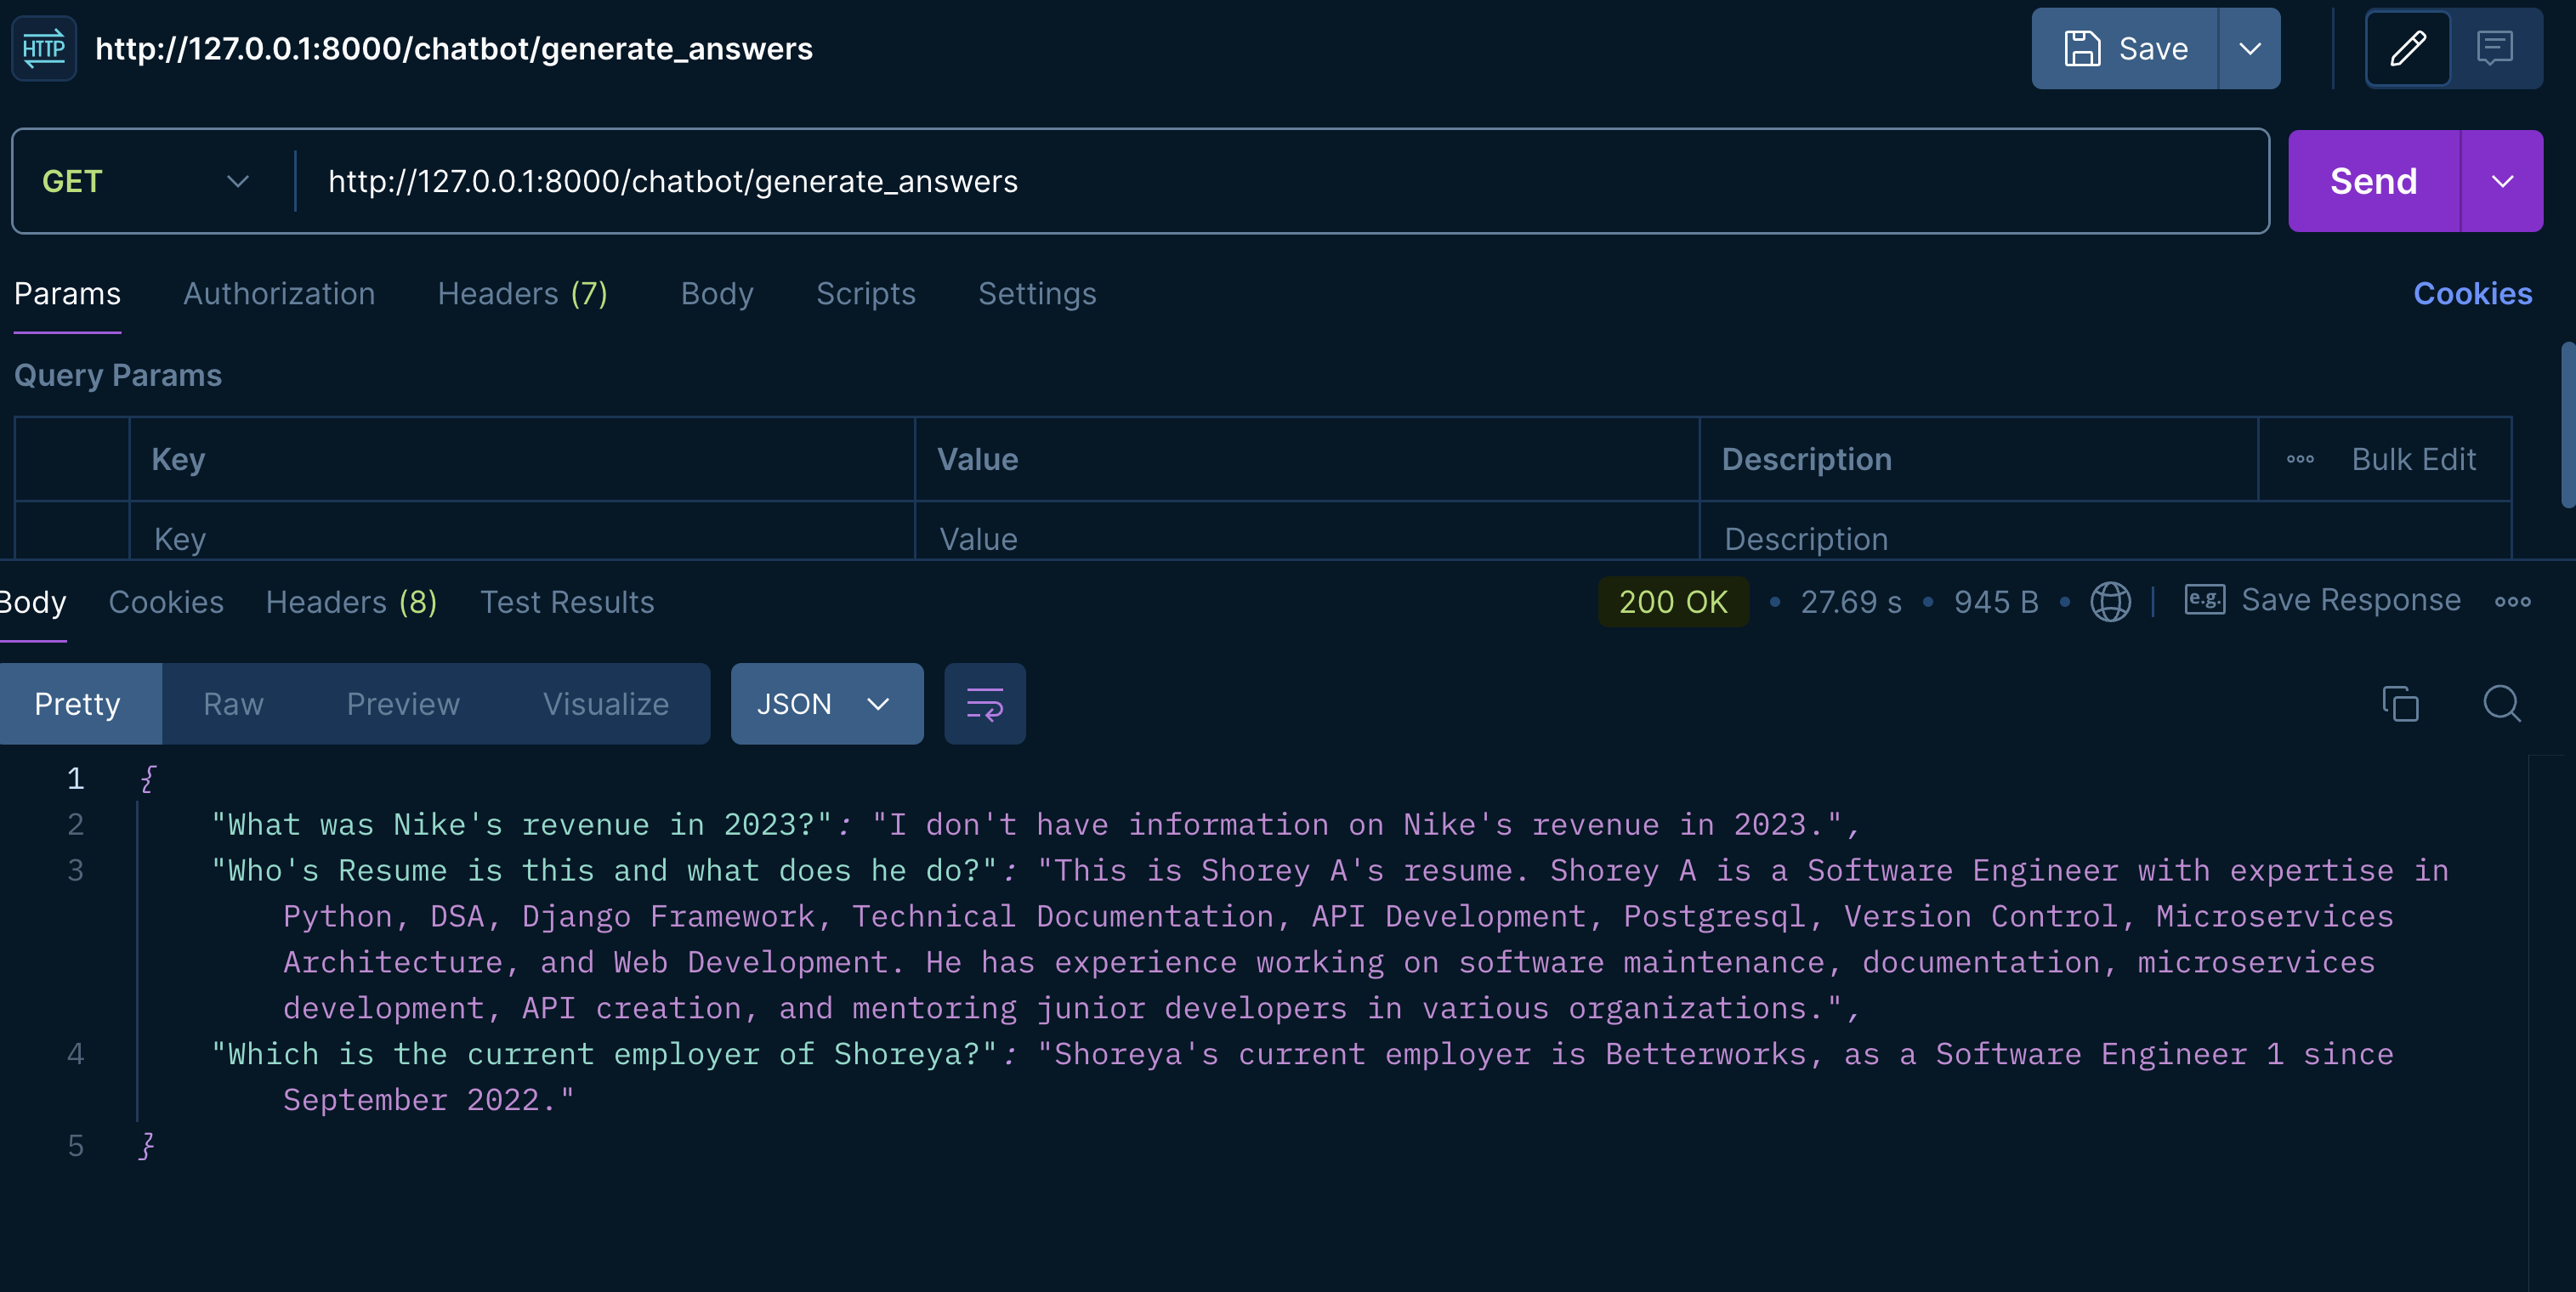 HTTP http://127.0.0.1:8000/chatbot/generate_answers Save
GET http://127.0.0.1:8000/chatbot/generate_answers Send
Params Authorization Headers (7) Body Scripts Settings Cookies
Query Params
Key Value Description Bulk Edit
Key Value Description
Body Cookies Headers (8) Test Results 200 OK • 27.69 s • 945 B • e.g. Save Response
Pretty Raw Preview Visualize JSON
1 {
2 "What was Nike's revenue in 2023?": "I don't have information on Nike's revenue in 2023.",
3 "Who's Resume is this and what does he do?": "This is Shorey A's resume. Shorey A is a Software Engineer with expertise in
Python, DSA, Django Framework, Technical Documentation, API Development, Postgresql, Version Control, Microservices
Architecture, and Web Development. He has experience working on software maintenance, documentation, microservices
development, API creation, and mentoring junior developers in various organizations.",
4 "Which is the current employer of Shoreya?": "Shoreya's current employer is Betterworks, as a Software Engineer 1 since
September 2022."
5 }